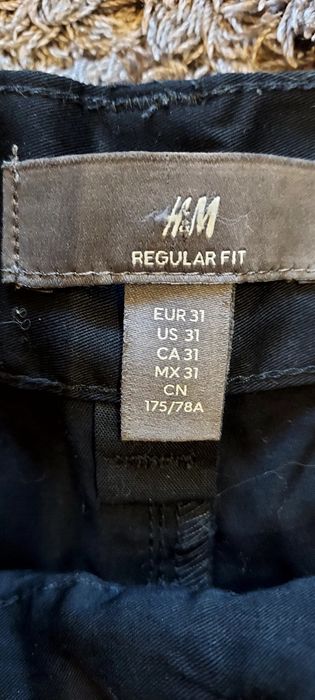 H&M
REGULAR FIT
EUR 31
US 31
CA 31
MX 31
CN
175/78A